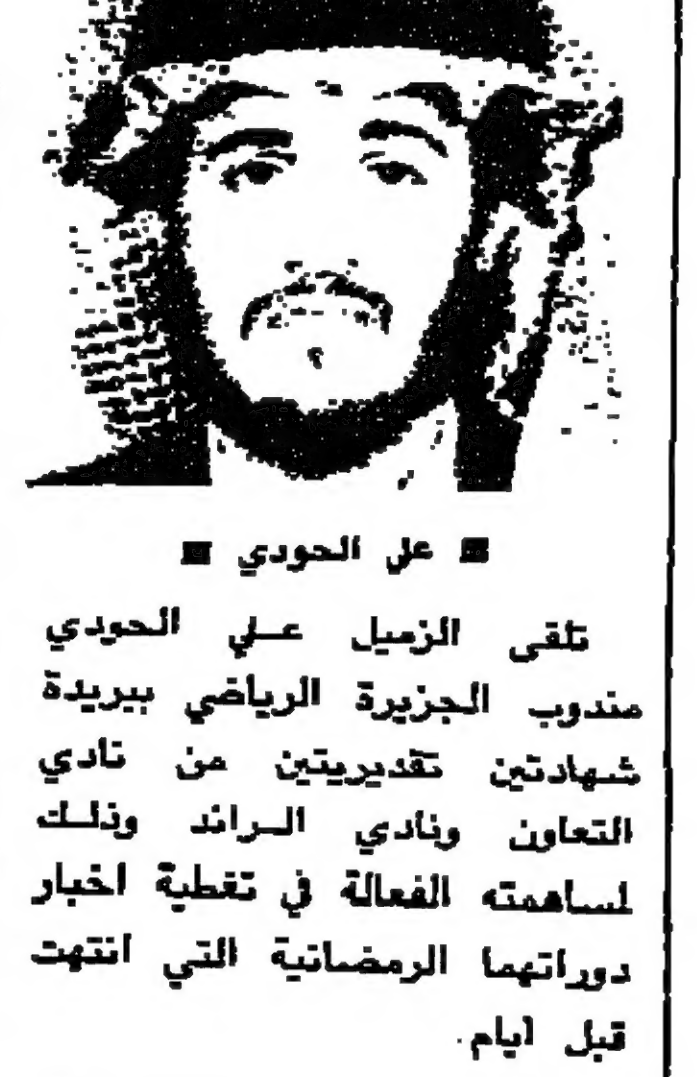 ■ علي الحودي ■
تلقى الزميل علي الحودي
مندوب الجزيرة الرياضي ببريدة
شهادتين تقديريتين من نادي
التعاون ونادي الرائد وذلك
لمساهمته الفعالة في تغطية اخبار
دوراتهما الرمضانية التي انتهت
قبل ايام.